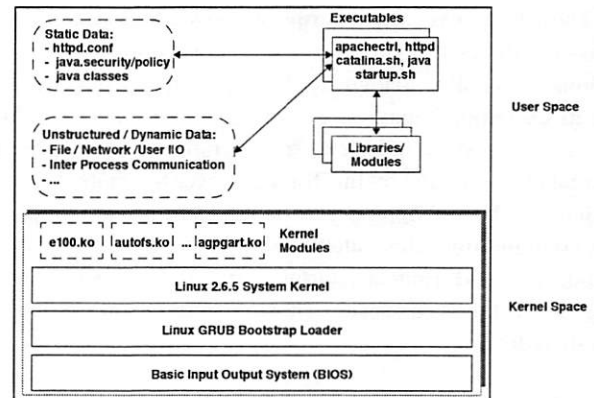 Static Data:
- httpd.conf
- java.security/policy
- java classes
Executables
apachectrl, httpd
catalina.sh, java
startup.sh
User Space
Unstructured / Dynamic Data:
- File / Network /User IIO
- Inter Process Communication
- ...
Libraries/
Modules
e100.ko
autofs.ko
...
agpgart.ko
Kernel
Modules
Linux 2.6.5 System Kernel
Kernel Space
Linux GRUB Bootstrap Loader
Basic Input Output System (BIOS)